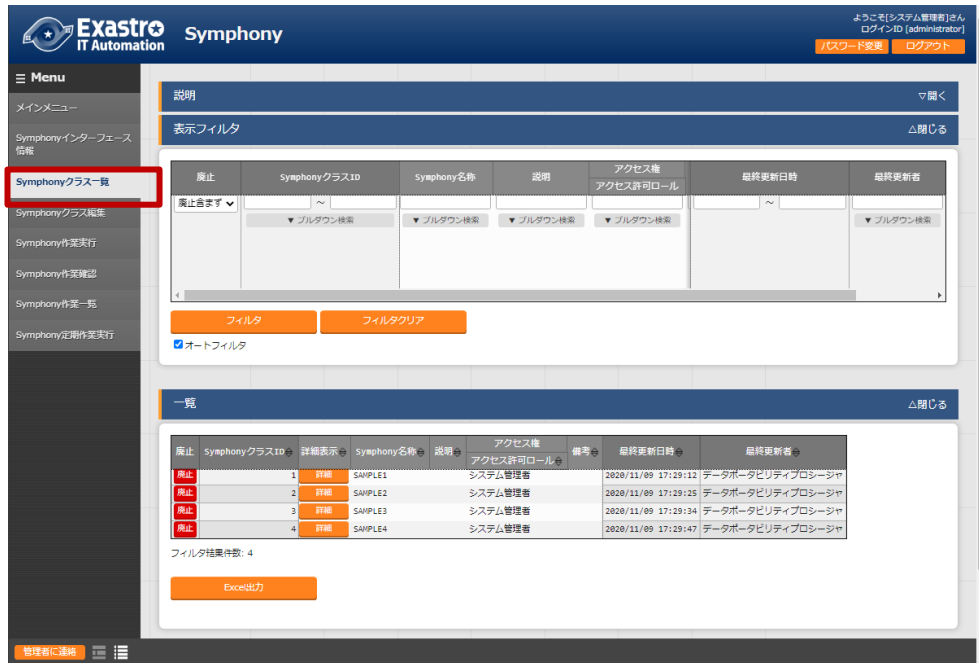 Exastro
IT Automation
Symphony
ようこそ[システム管理者]さん
ログインID [administrator]
パスワード変更
ログアウト
Menu
メインメニュー
Symphonyインターフェース
情報
Symphonyクラス一覧
Symphonyクラス編集
Symphony作業実行
Symphony作業確認
Symphony作業一覧
Symphony定期作業実行
説明
▽開く
表示フィルタ
△閉じる
廃止
SymphonyクラスID
Symphony名称
説明
アクセス権
アクセス許可ロール
最終更新日時
最終更新者
廃止含まず
~
~
▼ プルダウン検索
▼ プルダウン検索
▼ プルダウン検索
▼ プルダウン検索
▼ プルダウン検索
フィルタ
フィルタクリア
オートフィルタ
一覧
△閉じる
廃止 SymphonyクラスID 詳細表示 Symphony名称 説明 アクセス権 備考 最終更新日時 最終更新者
アクセス許可ロール
廃止 1 詳細 SAMPLE1 システム管理者 2020/11/09 17:29:12 データポータビリティプロシージャ
廃止 2 詳細 SAMPLE2 システム管理者 2020/11/09 17:29:25 データポータビリティプロシージャ
廃止 3 詳細 SAMPLE3 システム管理者 2020/11/09 17:29:34 データポータビリティプロシージャ
廃止 4 詳細 SAMPLE4 システム管理者 2020/11/09 17:29:47 データポータビリティプロシージャ
フィルタ結果件数: 4
Excel出力
管理者に連絡